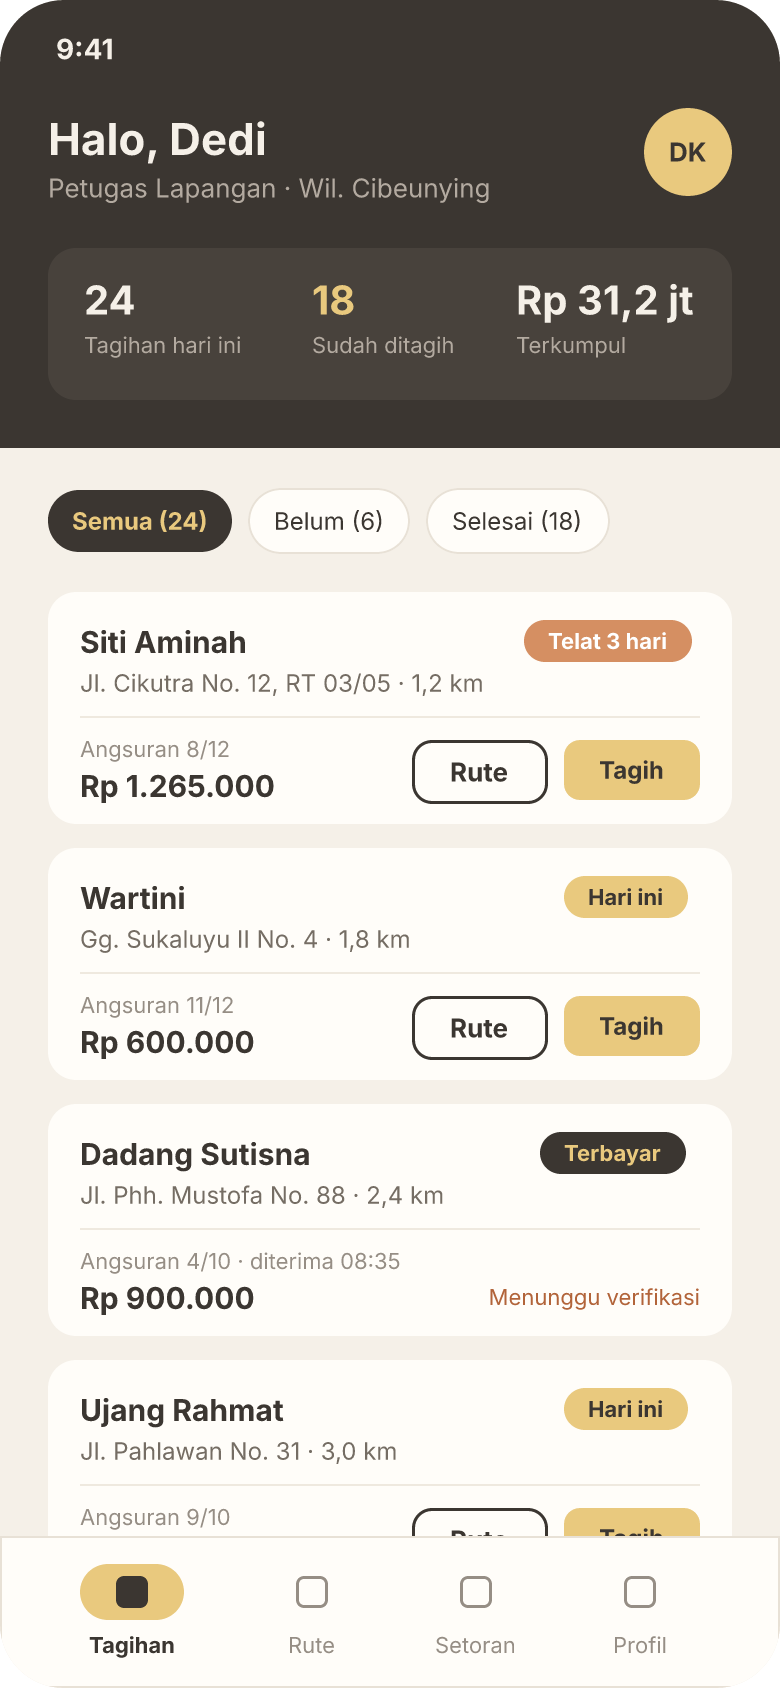 9:41
Halo, Dedi
Petugas Lapangan · Wil. Cibeunying
DK
24
Tagihan hari ini
18
Sudah ditagih
Rp 31,2 jt
Terkumpul
Semua (24)
Belum (6)
Selesai (18)
Siti Aminah
Telat 3 hari
Jl. Cikutra No. 12, RT 03/05 · 1,2 km
Angsuran 8/12
Rp 1.265.000
Rute
Tagih
Wartini
Hari ini
Gg. Sukaluyu II No. 4 · 1,8 km
Angsuran 11/12
Rp 600.000
Rute
Tagih
Dadang Sutisna
Terbayar
Jl. Phh. Mustofa No. 88 · 2,4 km
Angsuran 4/10 · diterima 08:35
Rp 900.000
Menunggu verifikasi
Ujang Rahmat
Hari ini
Jl. Pahlawan No. 31 · 3,0 km
Angsuran 9/10
Rute
Tagih
Tagihan
Rute
Setoran
Profil